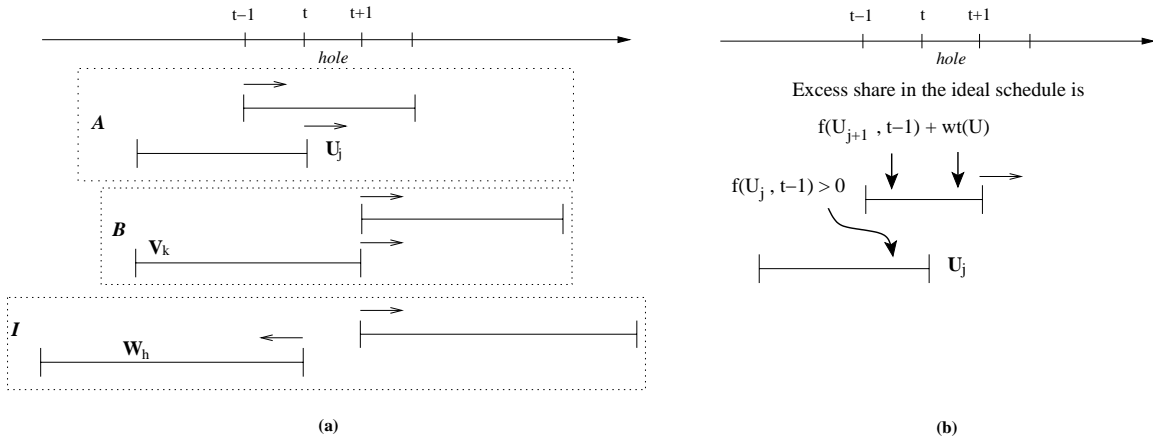 t−1 t t+1
hole
A
U_j
B
V_k
I
W_h
(a)
t−1 t t+1
hole
Excess share in the ideal schedule is
f(U_{j+1} , t−1) + wt(U)
f(U_j , t−1) > 0
U_j
(b)